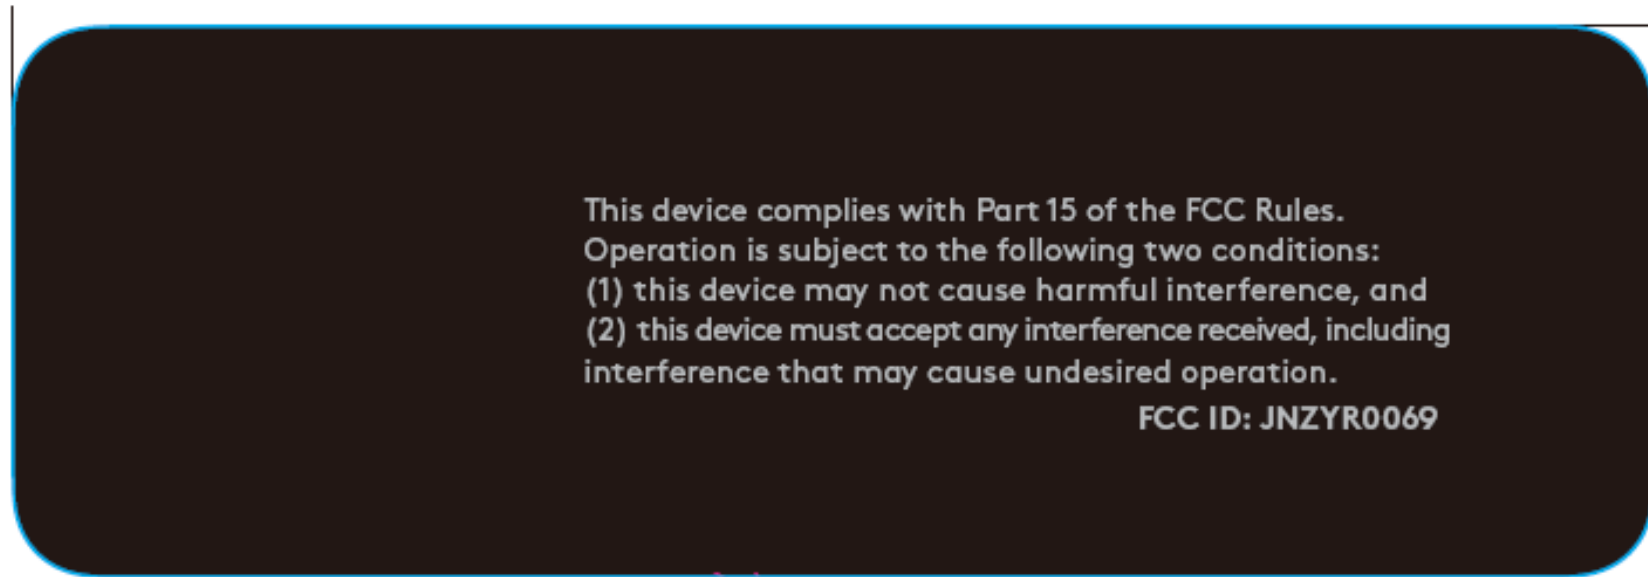 This device complies with Part 15 of the FCC Rules.
Operation is subject to the following two conditions:
(1) this device may not cause harmful interference, and
(2) this device must accept any interference received, including
interference that may cause undesired operation.
FCC ID: JNZYR0069